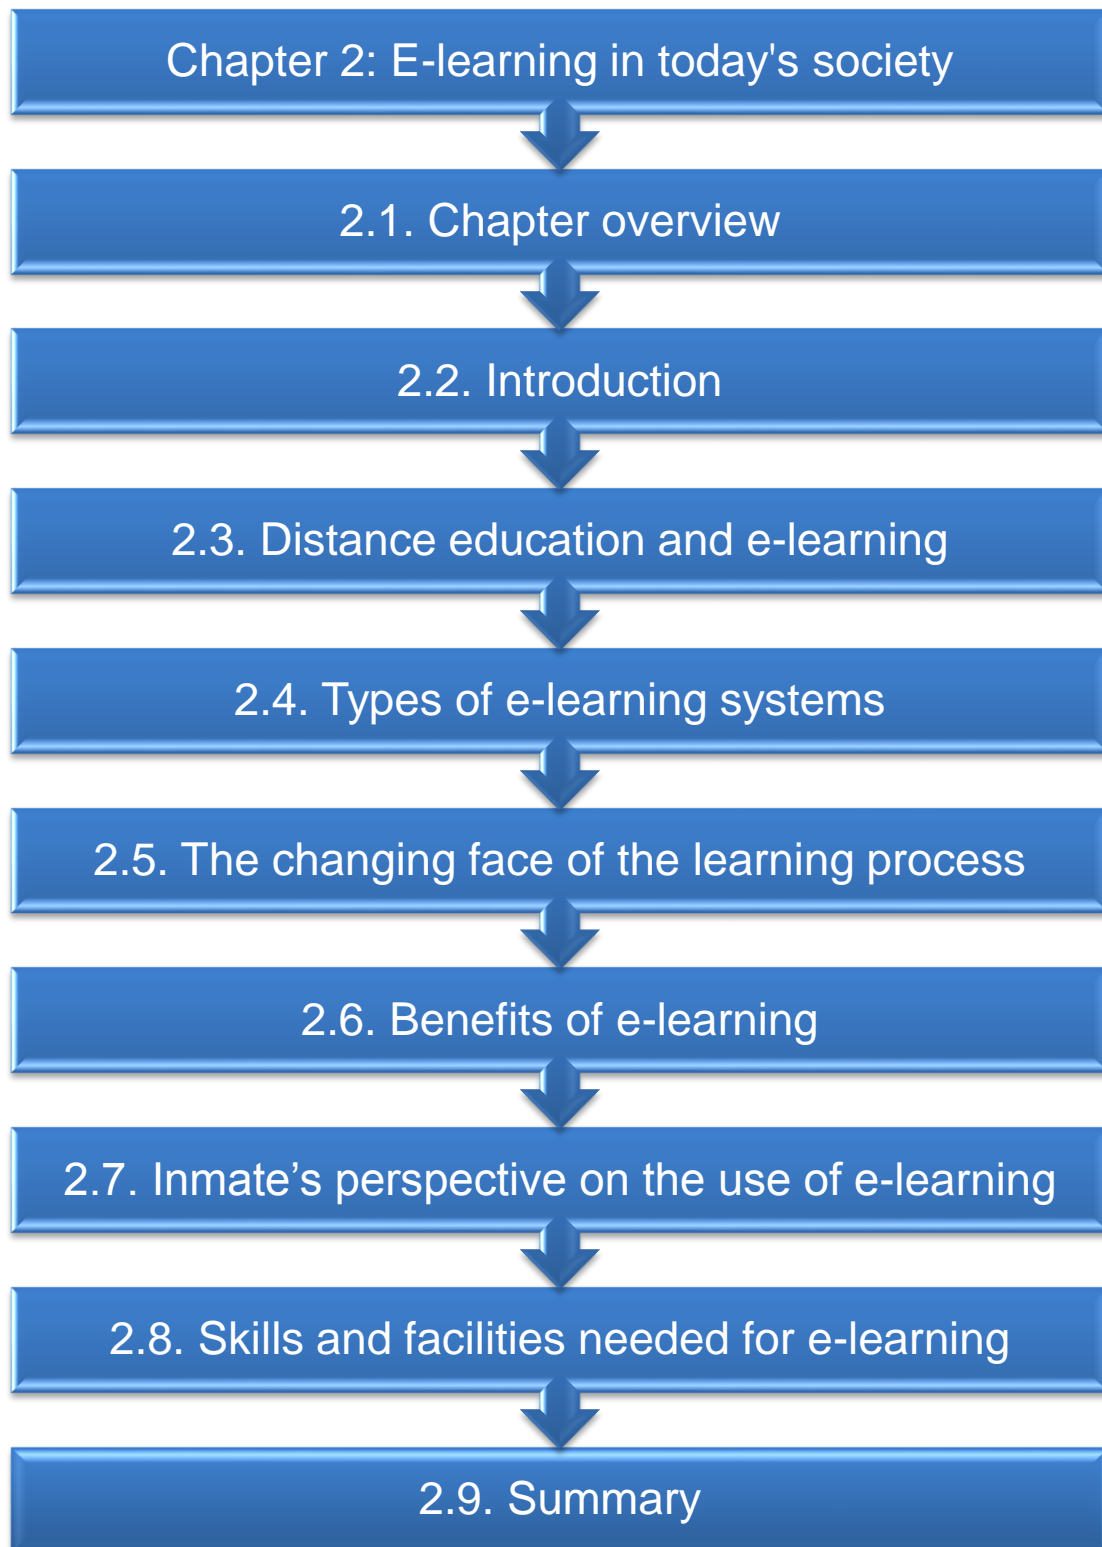 Chapter 2: E-learning in today's society
2.1. Chapter overview
2.2. Introduction
2.3. Distance education and e-learning
2.4. Types of e-learning systems
2.5. The changing face of the learning process
2.6. Benefits of e-learning
2.7. Inmate’s perspective on the use of e-learning
2.8. Skills and facilities needed for e-learning
2.9. Summary